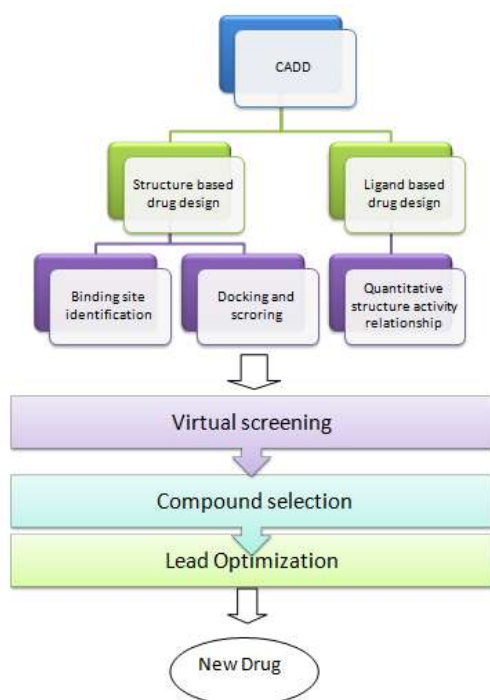 CADD
Structure based
drug design
Ligand based
drug design
Binding site
identification
Docking and
scroring
Quantitative
structure activity
relationship
Virtual screening
Compound selection
Lead Optimization
New Drug